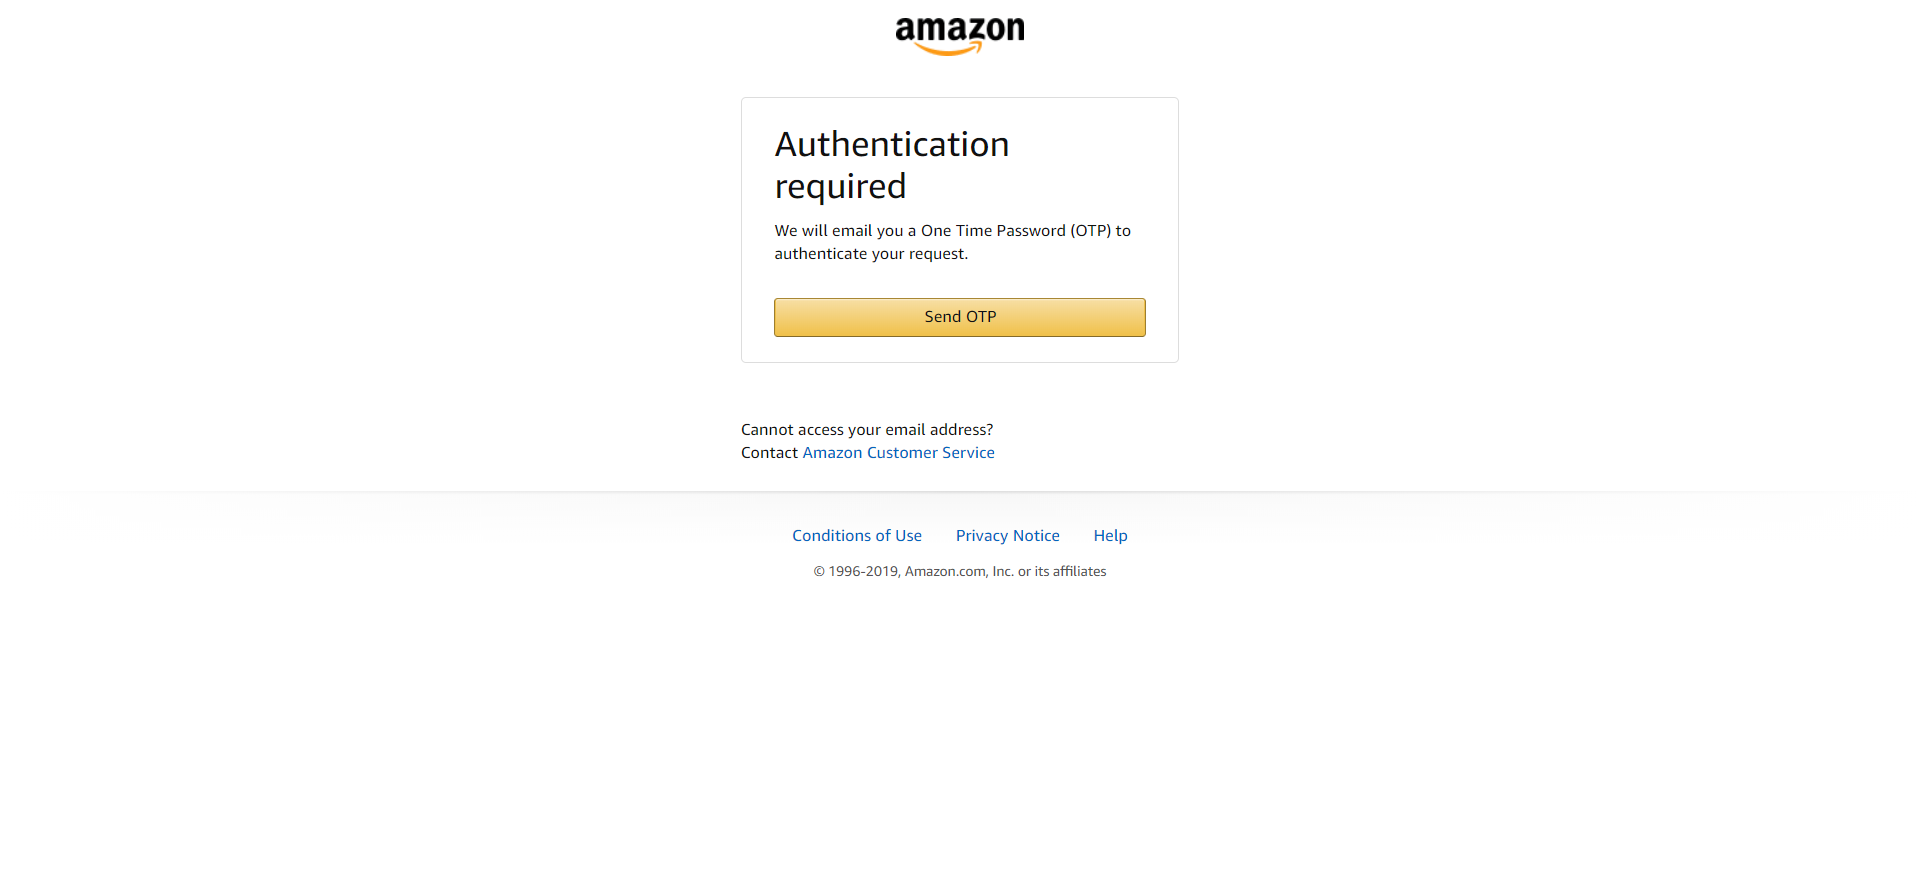 amazon
Authentication
required
We will email you a One Time Password (OTP) to
authenticate your request.
Send OTP
Cannot access your email address?
Contact Amazon Customer Service
Conditions of Use Privacy Notice Help
© 1996-2019, Amazon.com, Inc. or its affiliates